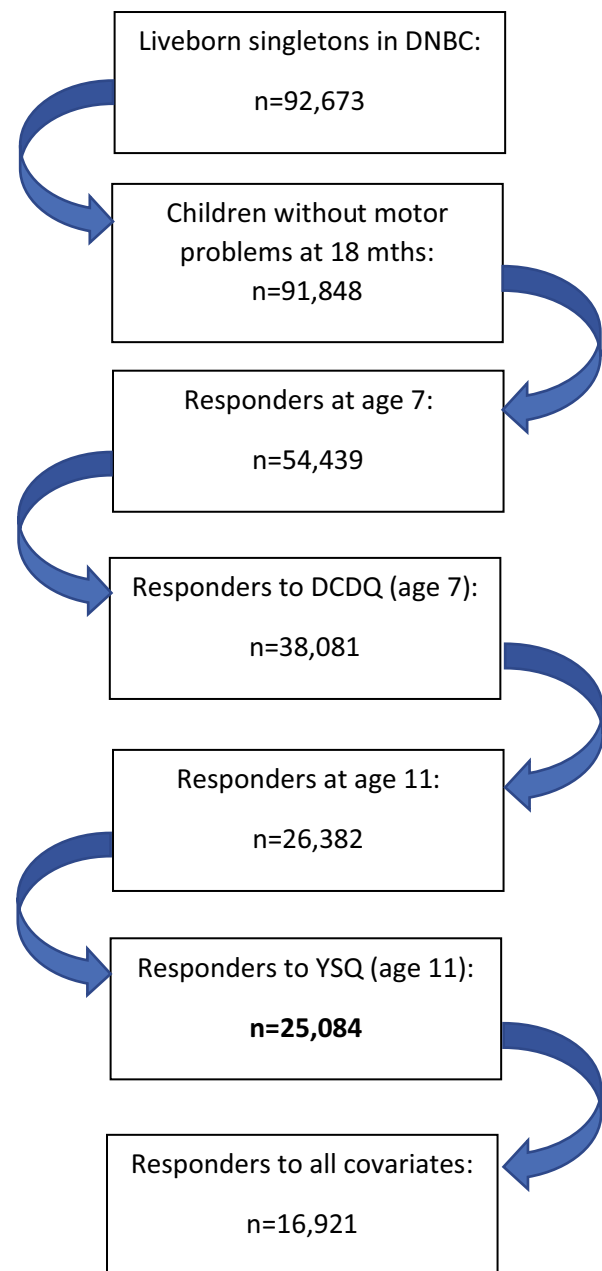 Liveborn singletons in DNBC:
n=92,673
Children without motor
problems at 18 mths:
n=91,848
Responders at age 7:
n=54,439
Responders to DCDQ (age 7):
n=38,081
Responders at age 11:
n=26,382
Responders to YSQ (age 11):
n=25,084
Responders to all covariates:
n=16,921